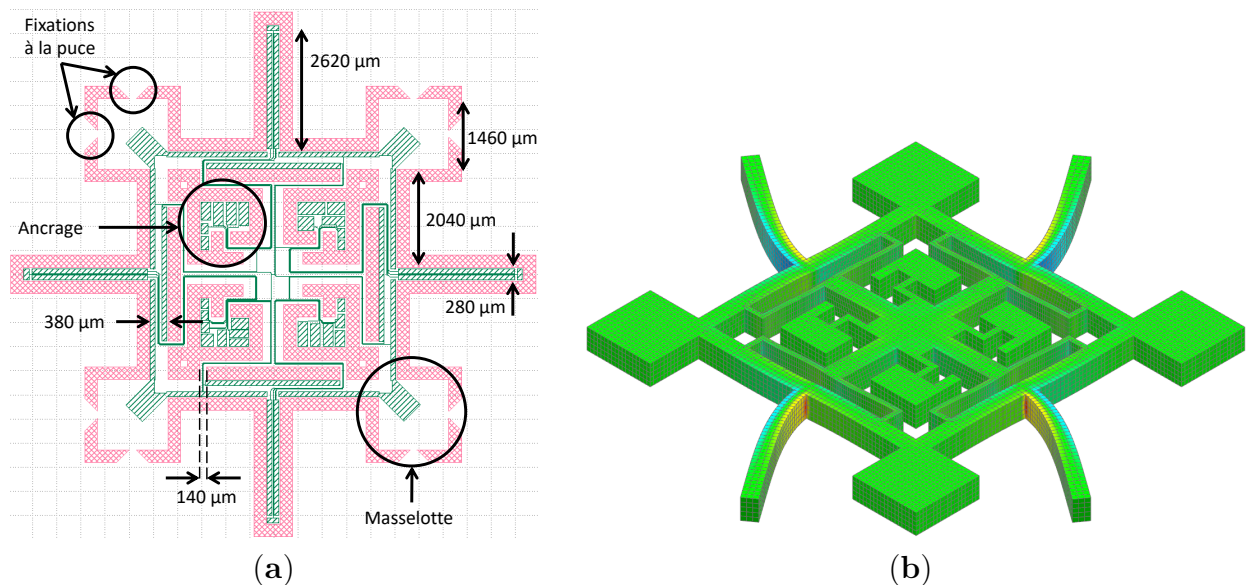 Fixations
à la puce
2620 µm
1460 µm
Ancrage
2040 µm
280 µm
380 µm
140 µm
Masselotte
(a)
(b)